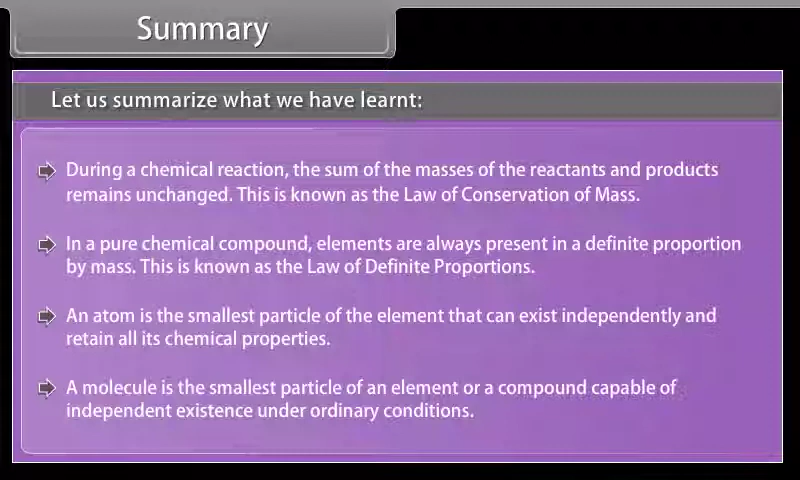 Summary
Let us summarize what we have learnt:
During a chemical reaction, the sum of the masses of the reactants and products
remains unchanged. This is known as the Law of Conservation of Mass.
In a pure chemical compound, elements are always present in a definite proportion
by mass. This is known as the Law of Definite Proportions.
An atom is the smallest particle of the element that can exist independently and
retain all its chemical properties.
A molecule is the smallest particle of an element or a compound capable of
independent existence under ordinary conditions.